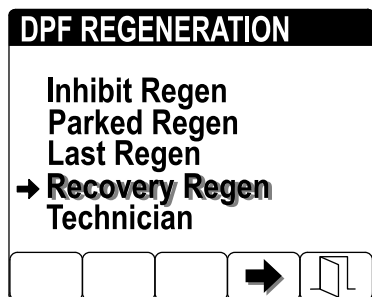 DPF REGENERATION
Inhibit Regen
Parked Regen
Last Regen
Recovery Regen
Technician